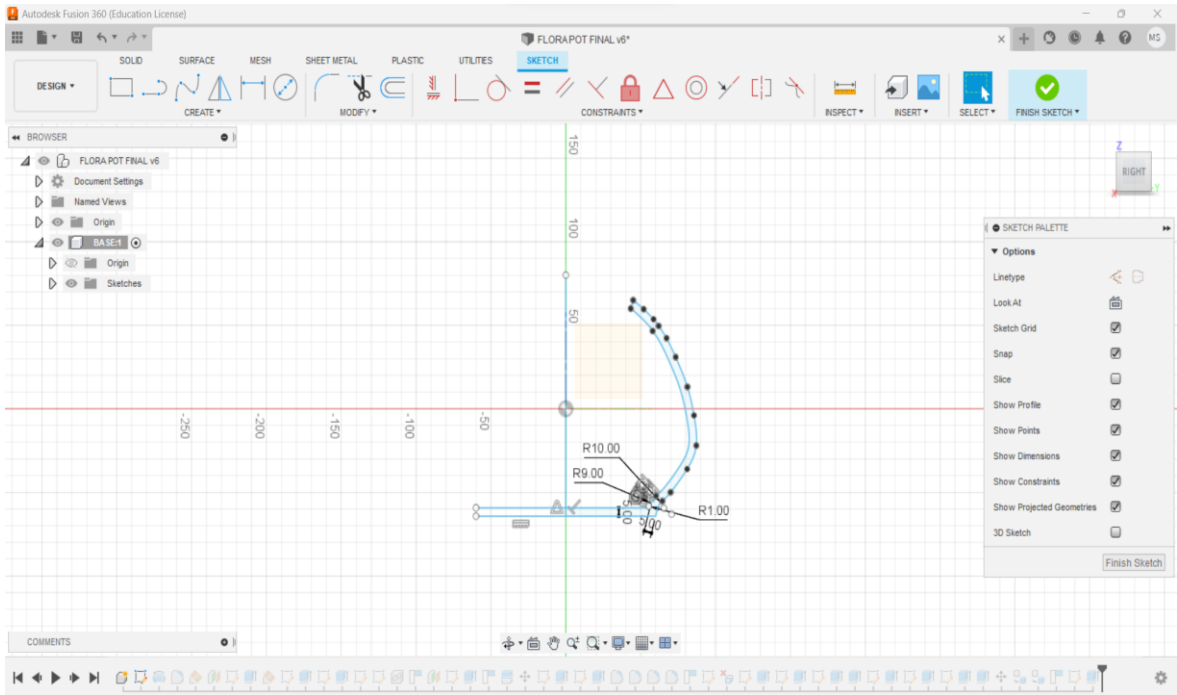 Autodesk Fusion 360 (Education License)
FLORA POT FINAL v6*
MS
SOLID SURFACE MESH SHEET METAL PLASTIC UTILITIES SKETCH
DESIGN
CREATE MODIFY CONSTRAINTS INSPECT INSERT SELECT FINISH SKETCH
BROWSER
FLORA POT FINAL v6
Document Settings
Named Views
Origin
BASE:1
Origin
Sketches
150
100
50
-250 -200 -150 -100 -50
R10.00
R9.00
R1.00
5.00
5.00
Z
RIGHT
X Y
SKETCH PALETTE
Options
Linetype
Look At
Sketch Grid
Snap
Slice
Show Profile
Show Points
Show Dimensions
Show Constraints
Show Projected Geometries
3D Sketch
Finish Sketch
COMMENTS